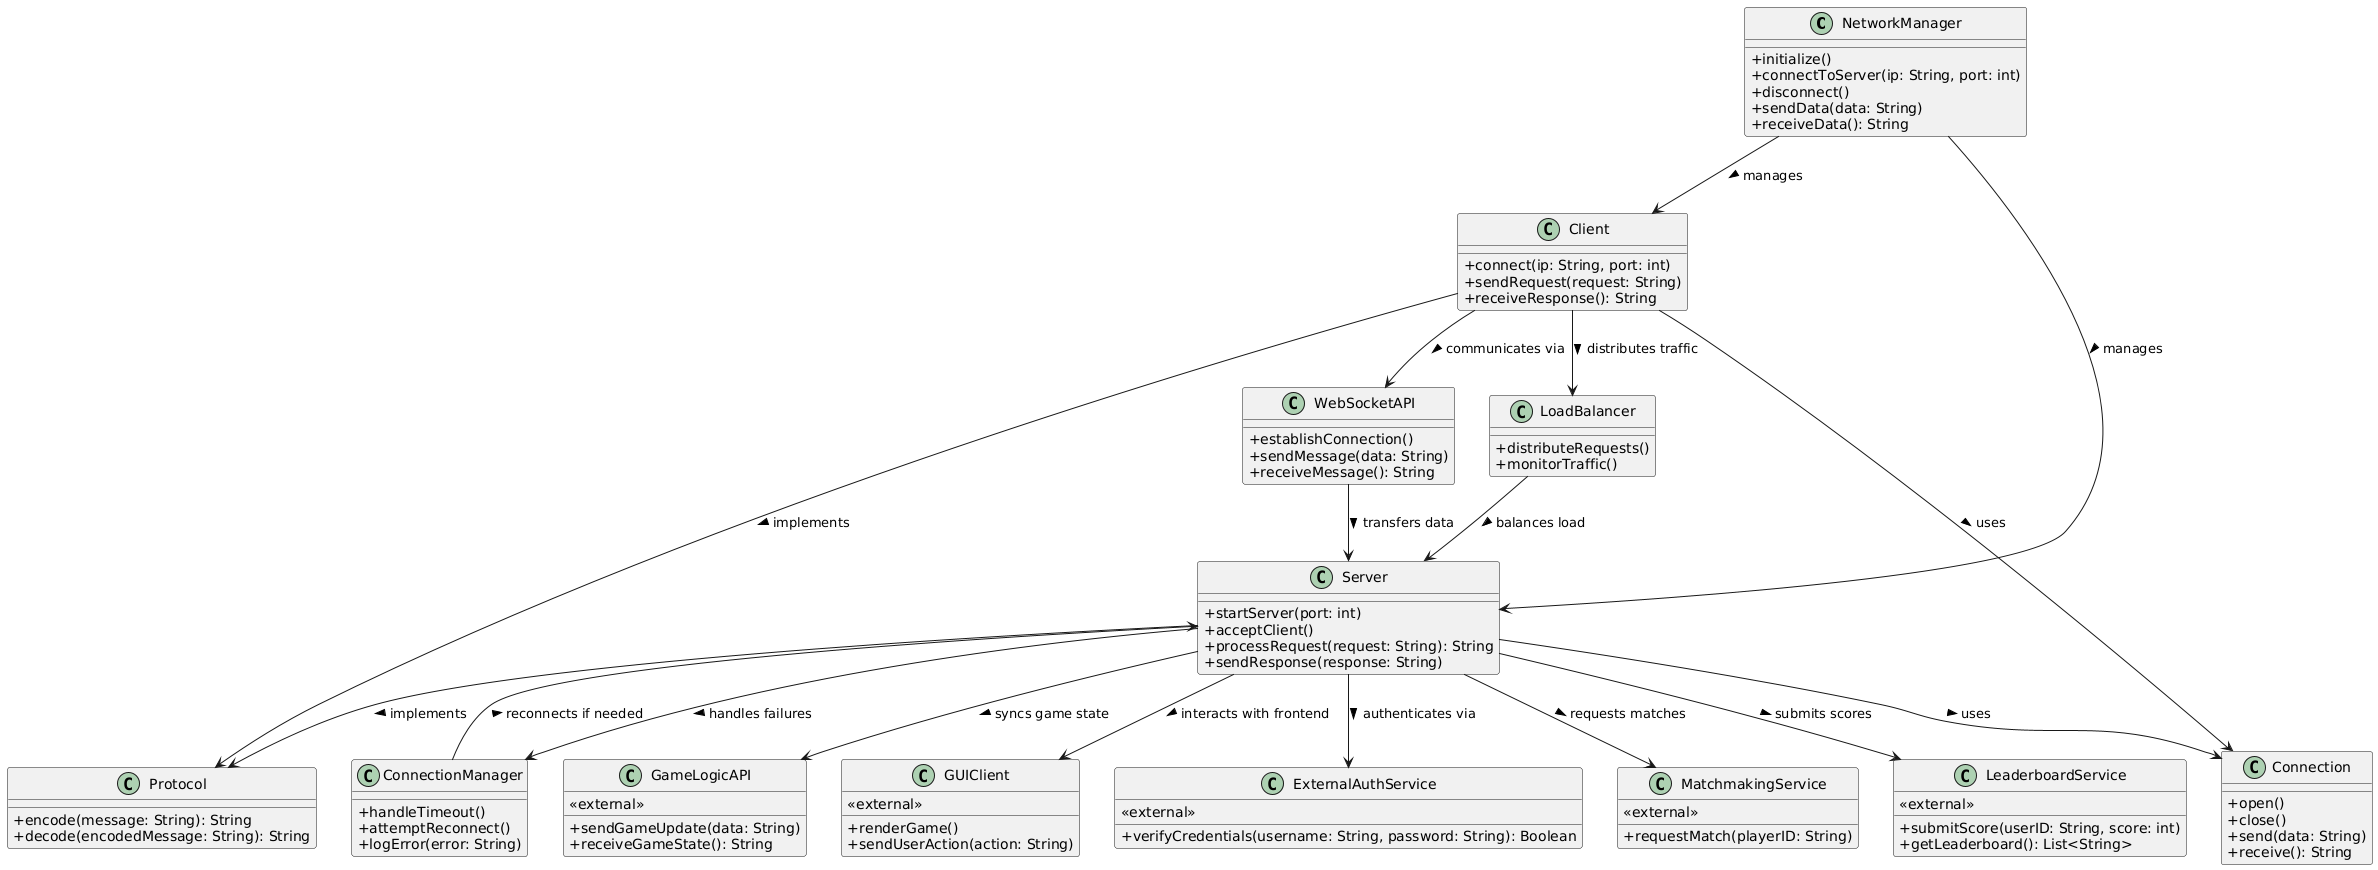 C NetworkManager
+initialize()
+connectToServer(ip: String, port: int)
+disconnect()
+sendData(data: String)
+receiveData(): String
manages
C Client
+connect(ip: String, port: int)
+sendRequest(request: String)
+receiveResponse(): String
communicates via
distributes traffic
manages
C WebSocketAPI
+establishConnection()
+sendMessage(data: String)
+receiveMessage(): String
C LoadBalancer
+distributeRequests()
+monitorTraffic()
implements
transfers data
balances load
uses
C Server
+startServer(port: int)
+acceptClient()
+processRequest(request: String): String
+sendResponse(response: String)
implements
reconnects if needed
handles failures
syncs game state
interacts with frontend
authenticates via
requests matches
submits scores
uses
C Protocol
+encode(message: String): String
+decode(encodedMessage: String): String
C ConnectionManager
+handleTimeout()
+attemptReconnect()
+logError(error: String)
C GameLogicAPI
«external»
+sendGameUpdate(data: String)
+receiveGameState(): String
C GUIClient
«external»
+renderGame()
+sendUserAction(action: String)
C ExternalAuthService
«external»
+verifyCredentials(username: String, password: String): Boolean
C MatchmakingService
«external»
+requestMatch(playerID: String)
C LeaderboardService
«external»
+submitScore(userID: String, score: int)
+getLeaderboard(): List<String>
C Connection
+open()
+close()
+send(data: String)
+receive(): String